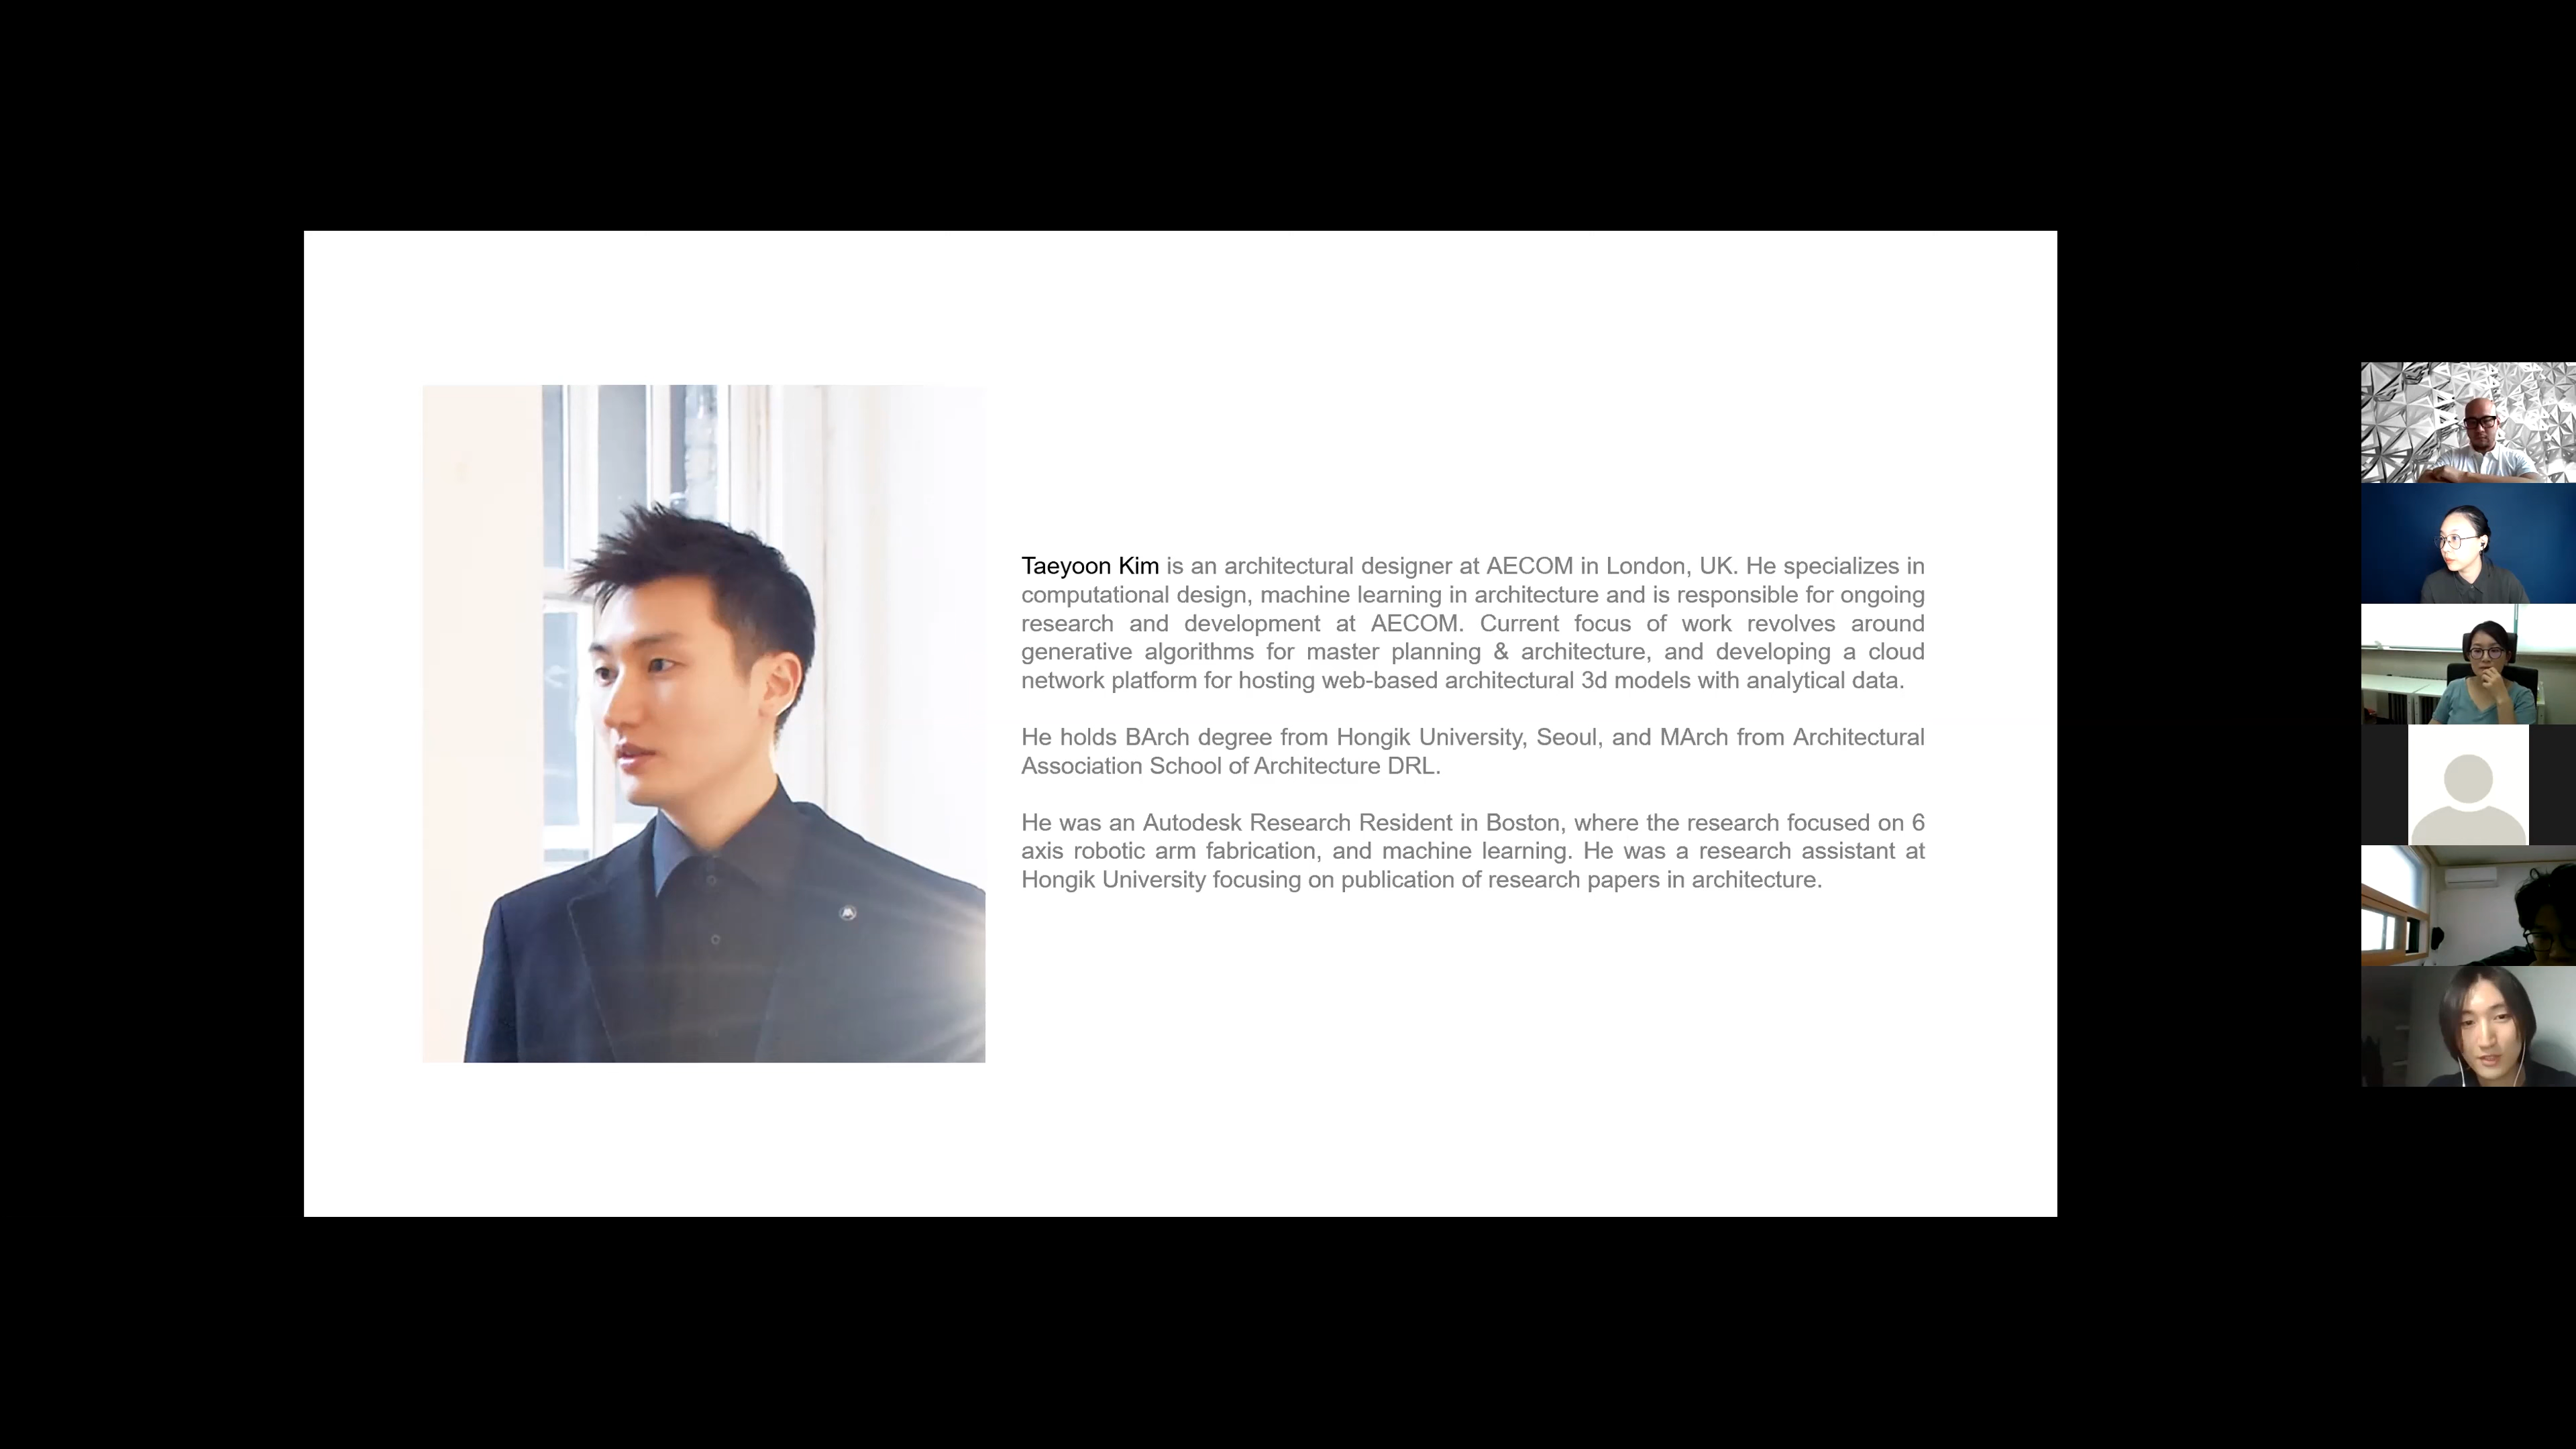 Taeyoon Kim is an architectural designer at AECOM in London, UK. He specializes in
computational design, machine learning in architecture and is responsible for ongoing
research and development at AECOM. Current focus of work revolves around
generative algorithms for master planning & architecture, and developing a cloud
network platform for hosting web-based architectural 3d models with analytical data.
He holds BArch degree from Hongik University, Seoul, and MArch from Architectural
Association School of Architecture DRL.
He was an Autodesk Research Resident in Boston, where the research focused on 6
axis robotic arm fabrication, and machine learning. He was a research assistant at
Hongik University focusing on publication of research papers in architecture.